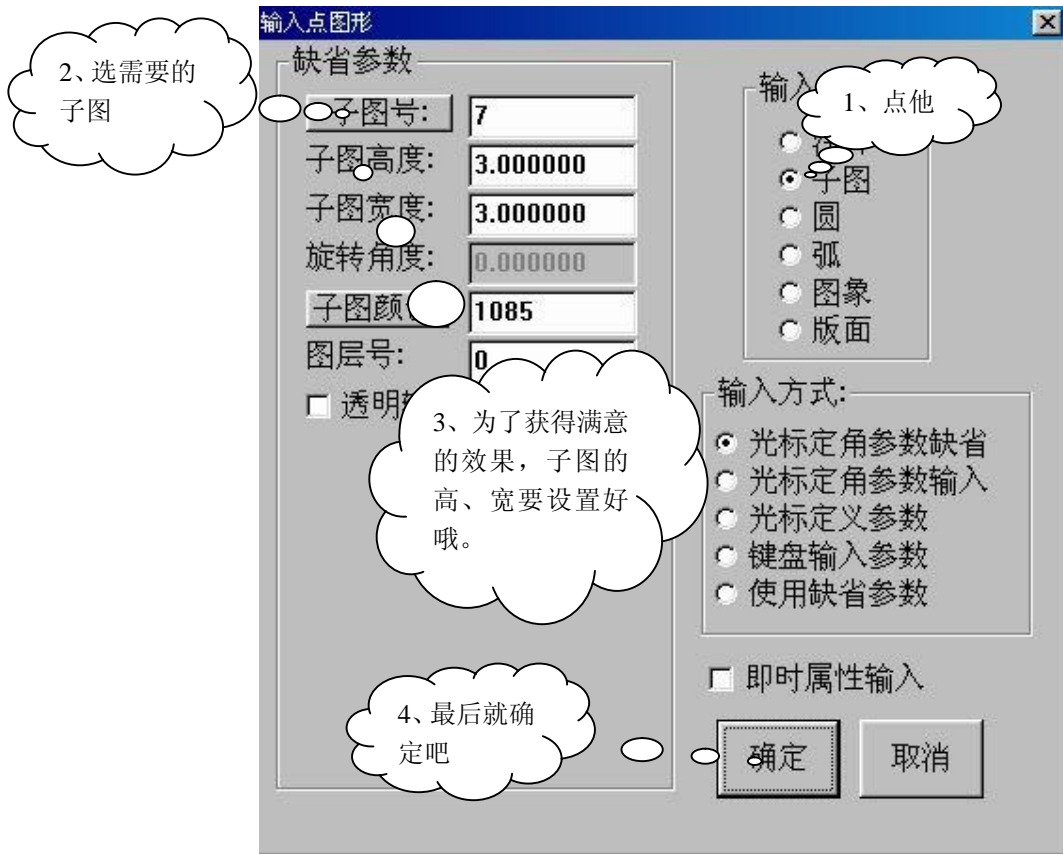 输入点图形
2、选需要的
子图
缺省参数
子图号: 7
子图高度: 3.000000
子图宽度: 3.000000
旋转角度: 0.000000
子图颜 1085
图层号: 0
透明
输入
1、点他
子图
圆
弧
图象
版面
3、为了获得满意
的效果，子图的
高、宽要设置好
哦。
输入方式:
光标定角参数缺省
光标定角参数输入
光标定义参数
键盘输入参数
使用缺省参数
即时属性输入
4、最后就确
定吧
确定
取消